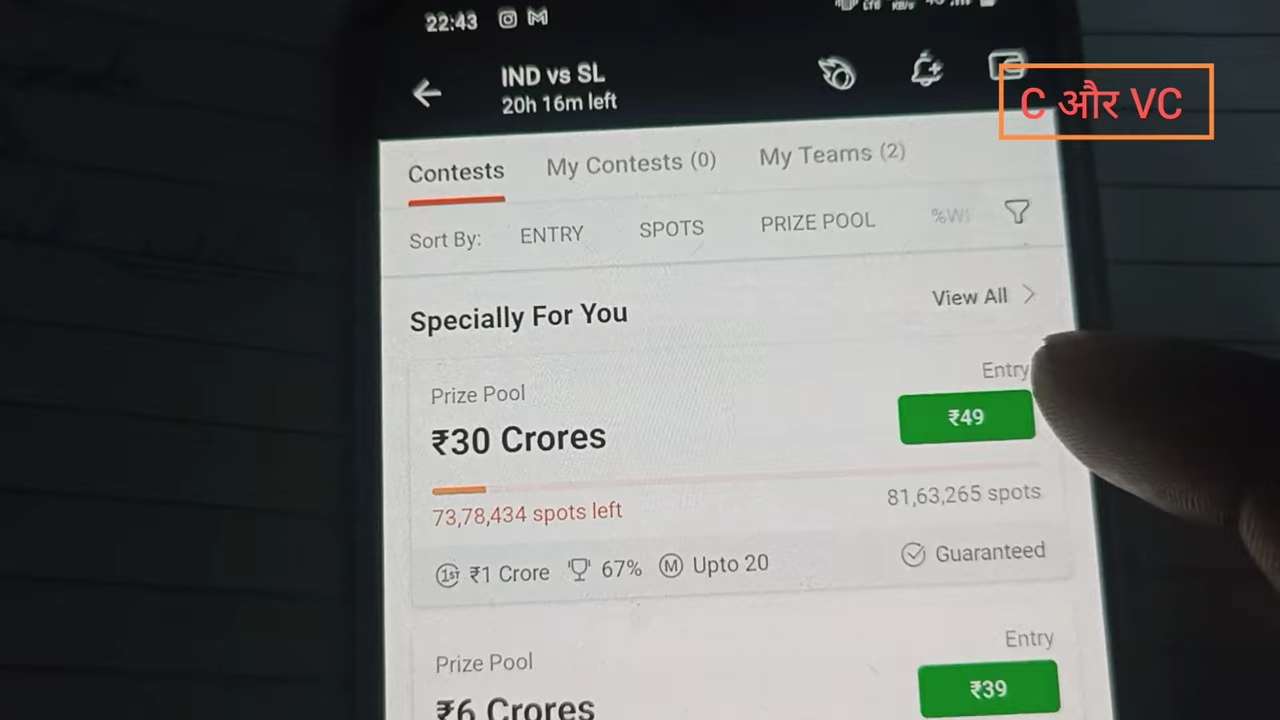 22:43
IND vs SL
20h 16m left
C और VC
Contests My Contests (0) My Teams (2)
Sort By: ENTRY SPOTS PRIZE POOL
Specially For You View All
Prize Pool Entry
₹30 Crores ₹49
73,78,434 spots left 81,63,265 spots
1st ₹1 Crore 67% M Upto 20 Guaranteed
Prize Pool Entry
₹6 Crores ₹39